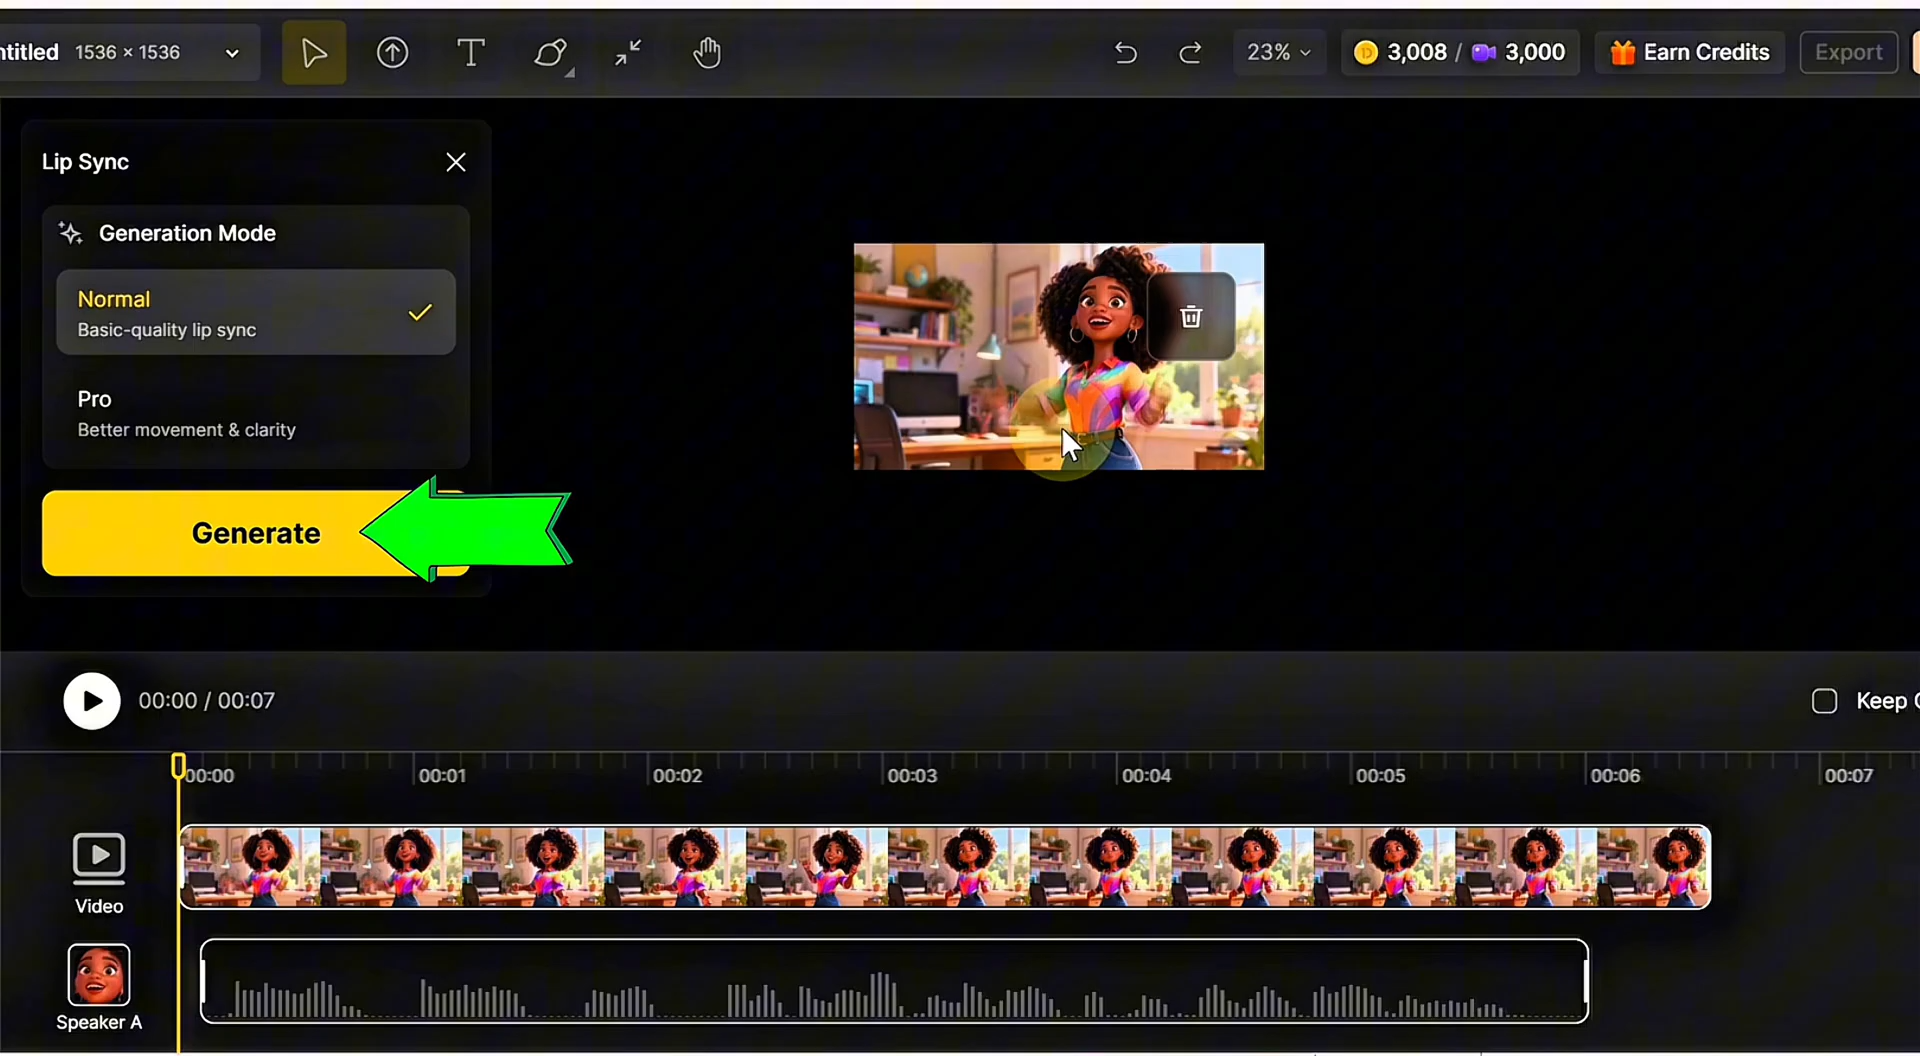 ntitled 1536 × 1536
23%
3,008 / 3,000
Earn Credits
Export
Lip Sync
Generation Mode
Normal
Basic-quality lip sync
Pro
Better movement & clarity
Generate
00:00 / 00:07
Keep
00:00 00:01 00:02 00:03 00:04 00:05 00:06 00:07
Video
Speaker A